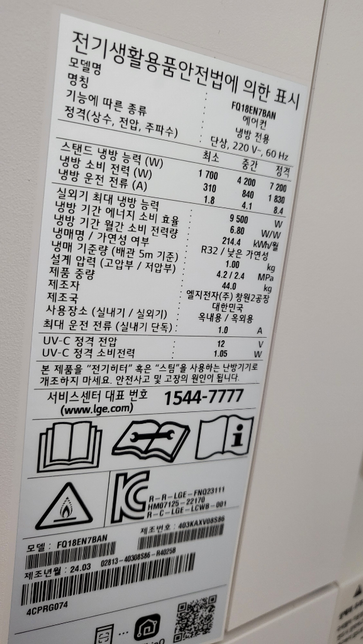 전기생활용품안전법에 의한 표시
모델명 : FQ18EN7BAN
명칭 : 에어컨
기능에 따른 종류 : 냉방 전용
정격(상수, 전압, 주파수) : 단상, 220 V~, 60 Hz
최소 중간 정격
스탠드 냉방 능력 (W) 1 700 4 200 7 200
냉방 소비 전력 (W) 310 840 1 830
냉방 운전 전류 (A) 1.8 4.1 8.4
실외기 최대 냉방 능력 9 500 W
냉방 기간 에너지 소비 효율 6.80 W/W
냉방 기간 월간 소비 전력량 214.4 kWh/월
냉매명 / 가연성 여부 R32 / 낮은 가연성
냉매 기준량 (배관 5m 기준) 1.00 kg
설계 압력 (고압부 / 저압부) 4.2 / 2.4 MPa
제품 중량 44.0 kg
제조자 엘지전자(주) 창원2공장
제조국 대한민국
사용장소 (실내기 / 실외기) 옥내용 / 옥외용
최대 운전 전류 (실내기 단독) : 1.0 A
UV-C 정격 전압 : 12 V
UV-C 정격 소비전력 : 1.05 W
본 제품을 "전기히터" 혹은 "스팀"을 사용하는 난방기기로
개조하지 마세요. 안전사고 및 고장의 원인이 됩니다.
서비스센터 대표 번호 1544-7777
(www.lge.com)
R-R-LGE-FNQ23111
HM07125-22170
R-C-LGE-LCWB-001
모델 : FQ18EN7BAN
제조번호 : 403KAXV08586
제조년월 : 24.03 02813-40308S86-H4025B
4CPRG074